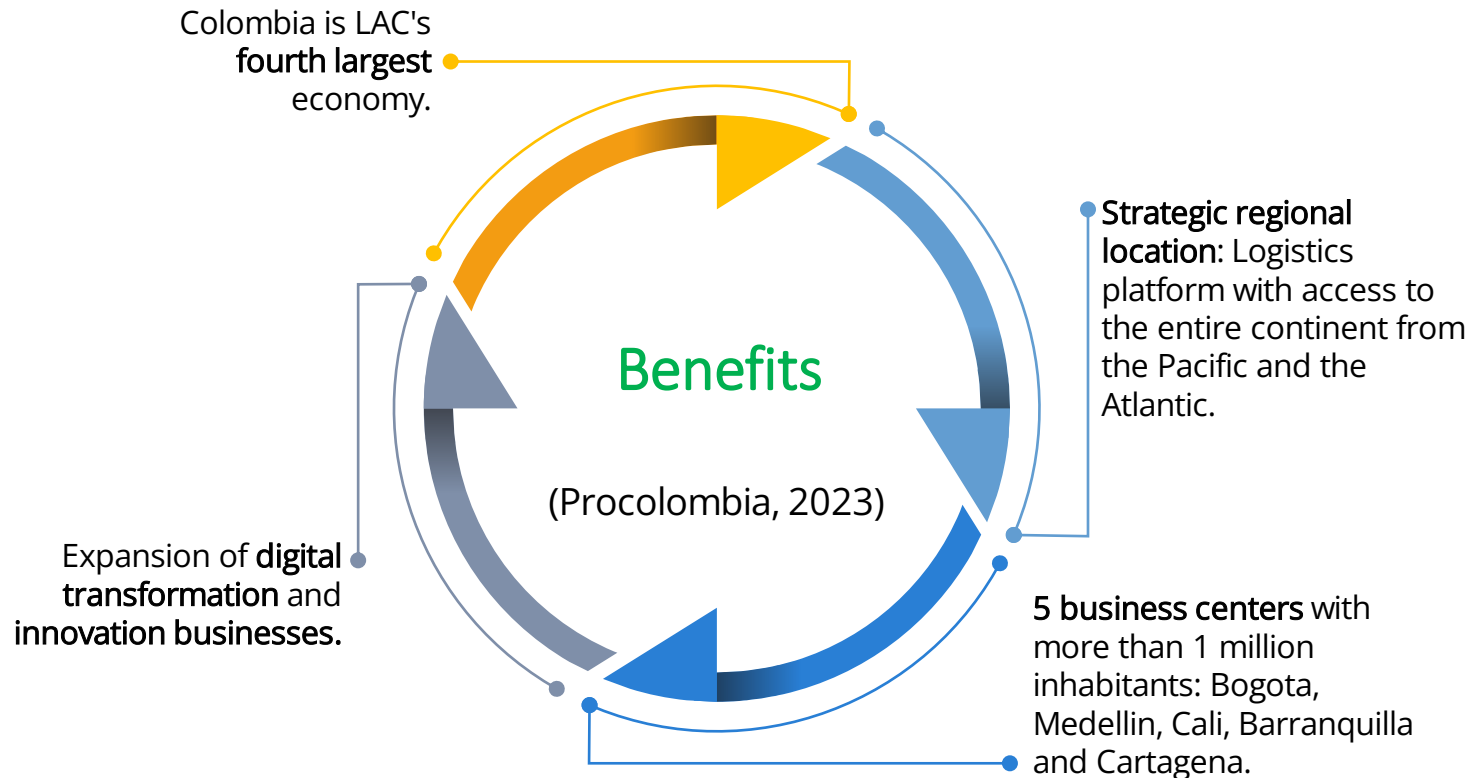 Colombia is LAC's
fourth largest
economy.
Strategic regional
location: Logistics
platform with access to
the entire continent from
the Pacific and the
Atlantic.
Benefits
(Procolombia, 2023)
Expansion of digital
transformation and
innovation businesses.
5 business centers with
more than 1 million
inhabitants: Bogota,
Medellin, Cali, Barranquilla
and Cartagena.